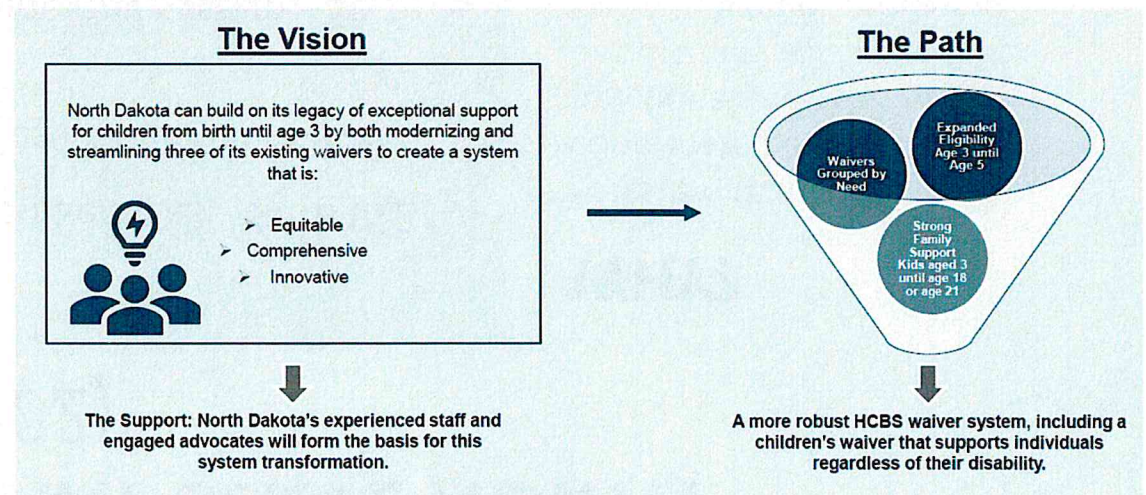 The Vision
North Dakota can build on its legacy of exceptional support
for children from birth until age 3 by both modernizing and
streamlining three of its existing waivers to create a system
that is:
➢ Equitable
➢ Comprehensive
➢ Innovative
The Support: North Dakota's experienced staff and
engaged advocates will form the basis for this
system transformation.
The Path
Waivers
Grouped by
Need
Expanded
Eligibility
Age 3 until
Age 5
Strong
Family
Support
Kids aged 3
until age 18
or age 21
A more robust HCBS waiver system, including a
children's waiver that supports individuals
regardless of their disability.